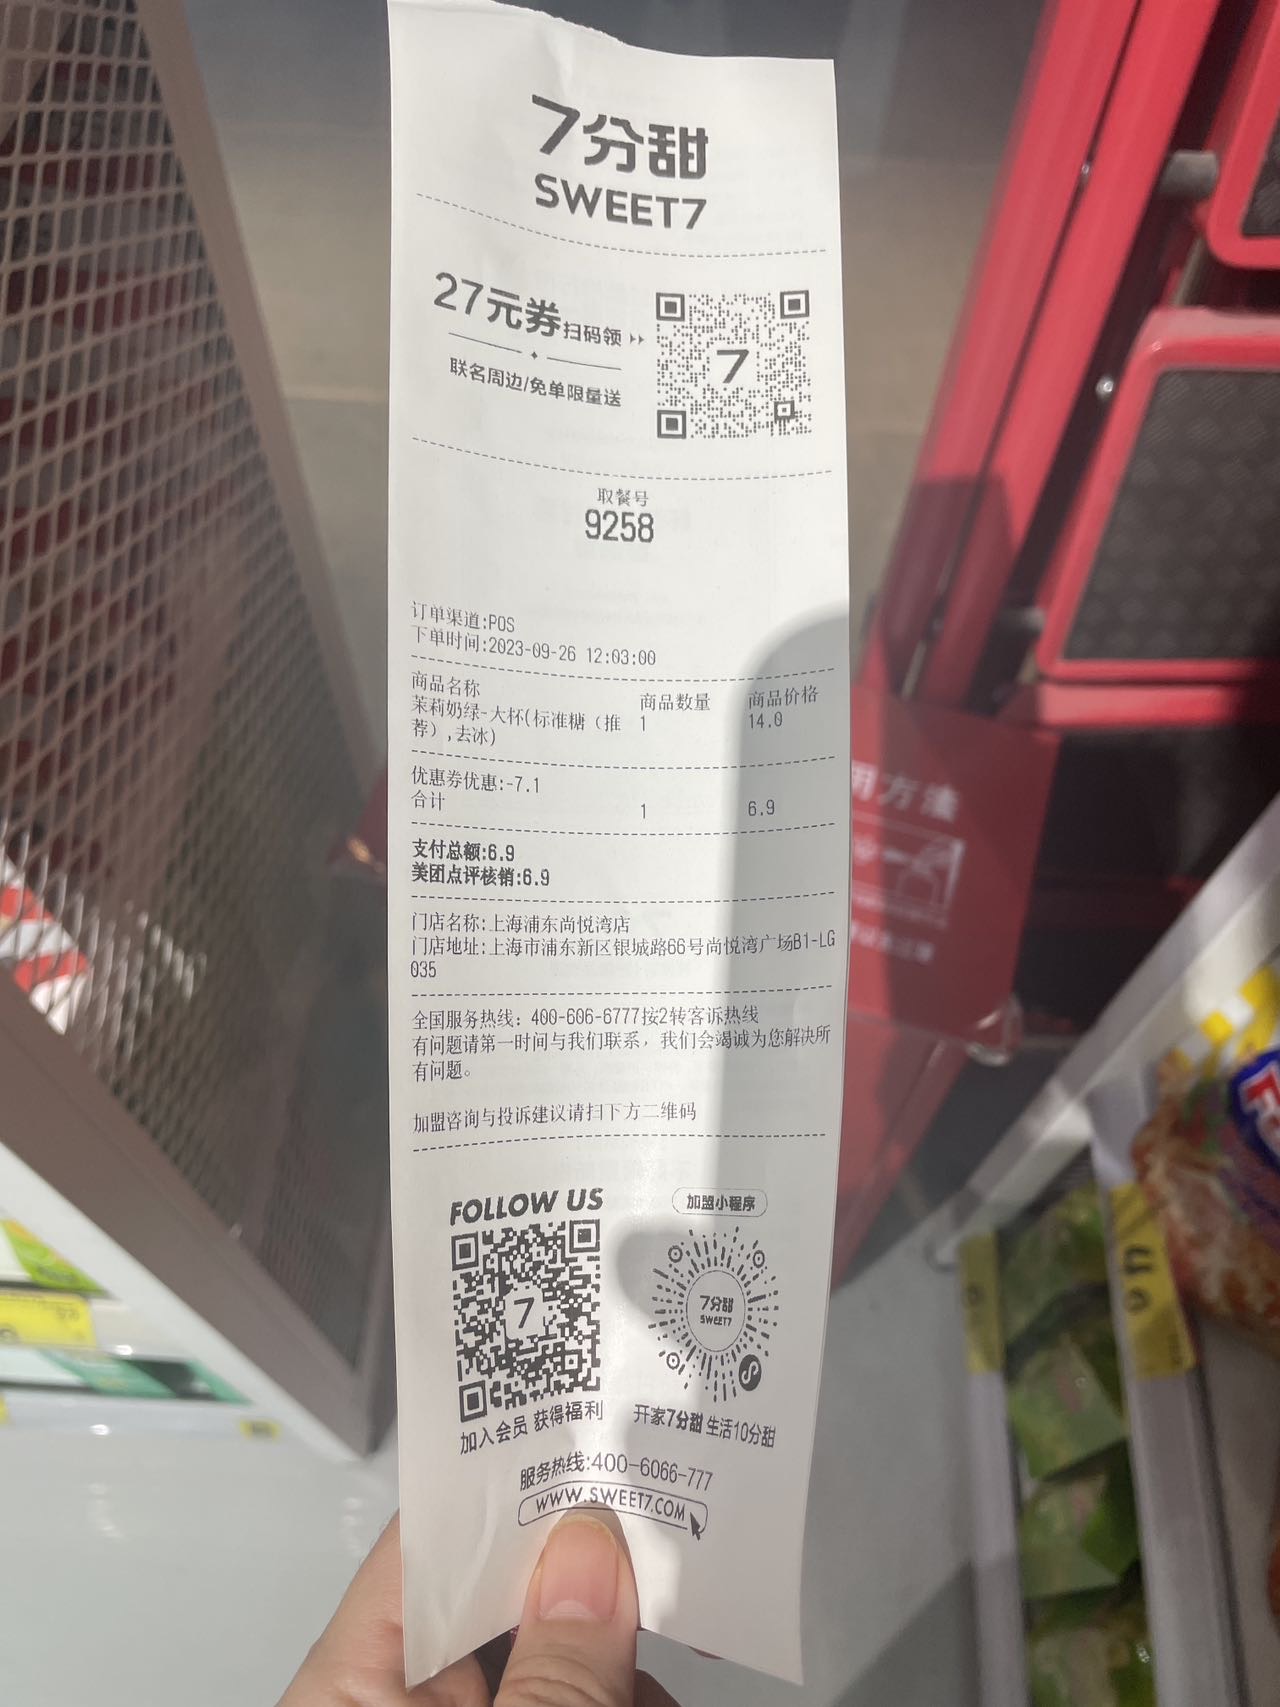 7分甜
SWEET7
27元券扫码领
联名周边/免单限量送
7
取餐号
9258
订单渠道:POS
下单时间:2023-09-26 12:03:00
商品名称 商品数量 商品价格
茉莉奶绿-大杯(标准糖（推 1 14.0
荐）,去冰)
优惠券优惠:-7.1
合计 1 6.9
支付总额:6.9
美团点评核销:6.9
门店名称:上海浦东尚悦湾店
门店地址:上海市浦东新区银城路66号尚悦湾广场B1-LG
035
全国服务热线：400-606-6777按2转客诉热线
有问题请第一时间与我们联系，我们会竭诚为您解决所
有问题。
加盟咨询与投诉建议请扫下方二维码
FOLLOW US
加盟小程序
7
7分甜
SWEET7
加入会员 获得福利
开家7分甜 生活10分甜
服务热线:400-6066-777
WWW.SWEET7.COM
用方法